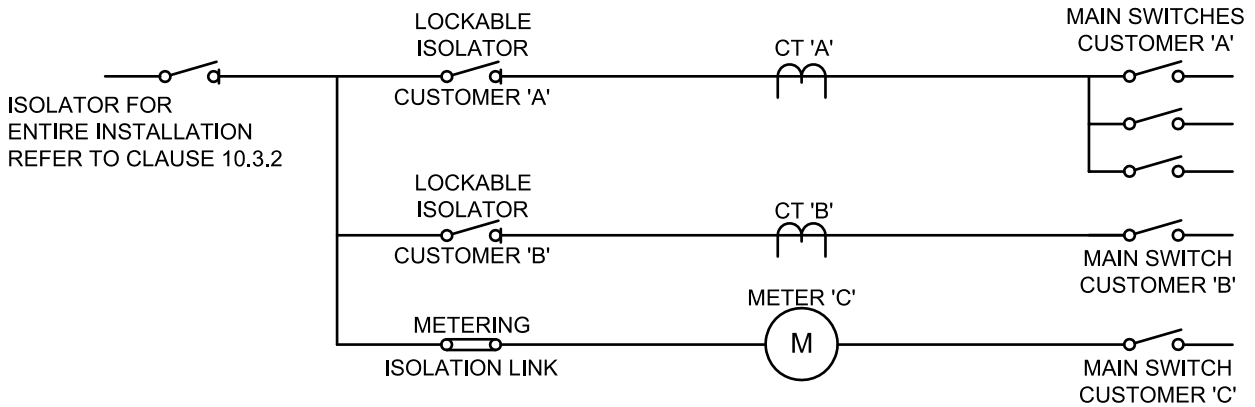 LOCKABLE
ISOLATOR
CUSTOMER 'A'
CT 'A'
MAIN SWITCHES
CUSTOMER 'A'
ISOLATOR FOR
ENTIRE INSTALLATION
REFER TO CLAUSE 10.3.2
LOCKABLE
ISOLATOR
CUSTOMER 'B'
CT 'B'
MAIN SWITCH
CUSTOMER 'B'
METERING
ISOLATION LINK
METER 'C'
M
MAIN SWITCH
CUSTOMER 'C'